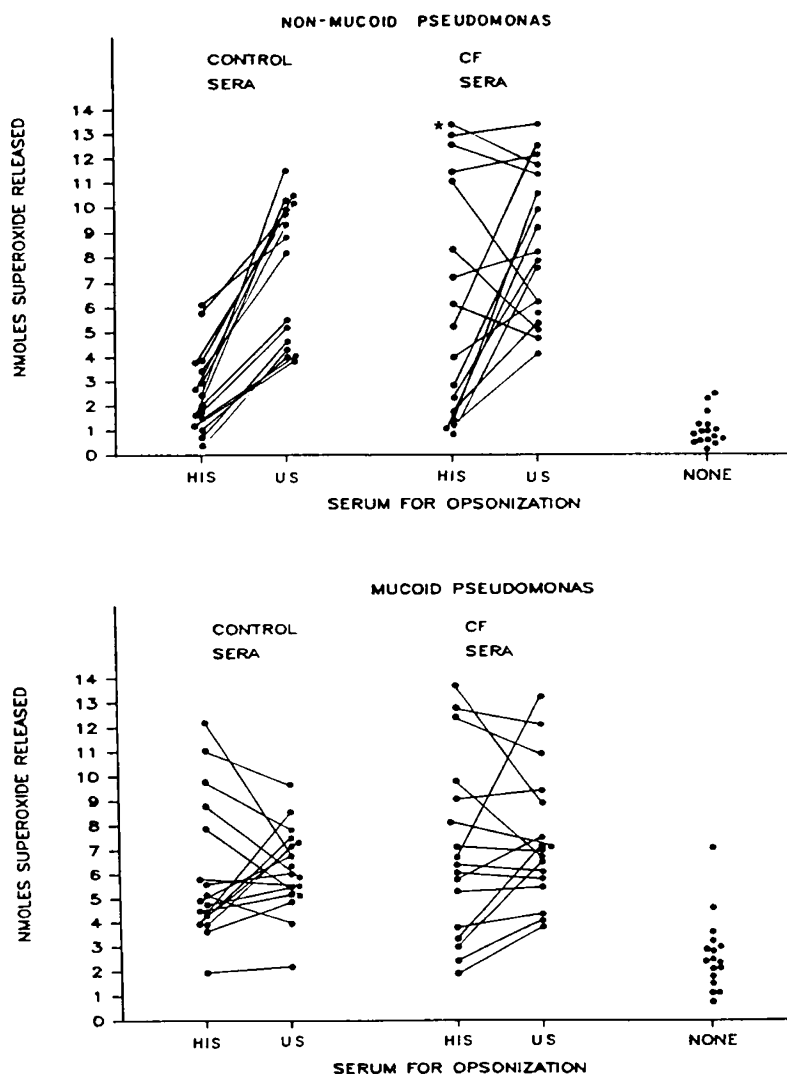 NON-MUCOID PSEUDOMONAS
CONTROL
SERA
CF
SERA
NMOLES SUPEROXIDE RELEASED
14
13
12
11
10
9
8
7
6
5
4
3
2
1
0
*
HIS US HIS US NONE
SERUM FOR OPSONIZATION
MUCOID PSEUDOMONAS
CONTROL
SERA
CF
SERA
NMOLES SUPEROXIDE RELEASED
14
13
12
11
10
9
8
7
6
5
4
3
2
1
0
HIS US HIS US NONE
SERUM FOR OPSONIZATION